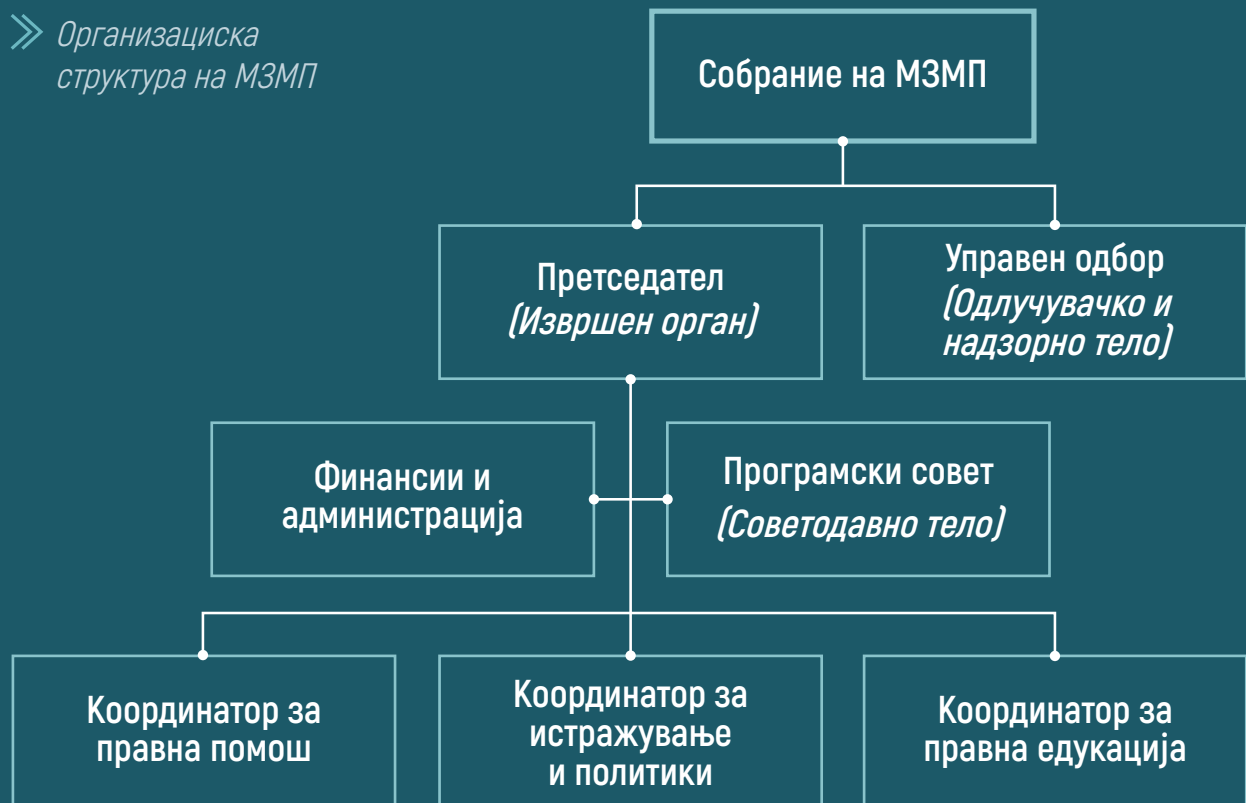 Организациска
структура на МЗМП
Собрание на МЗМП
Претседател
(Извршен орган)
Управен одбор
(Одлучувачко и
надзорно тело)
Финансии и
администрација
Програмски совет
(Советодавно тело)
Координатор за
правна помош
Координатор за
истражување
и политики
Координатор за
правна едукација